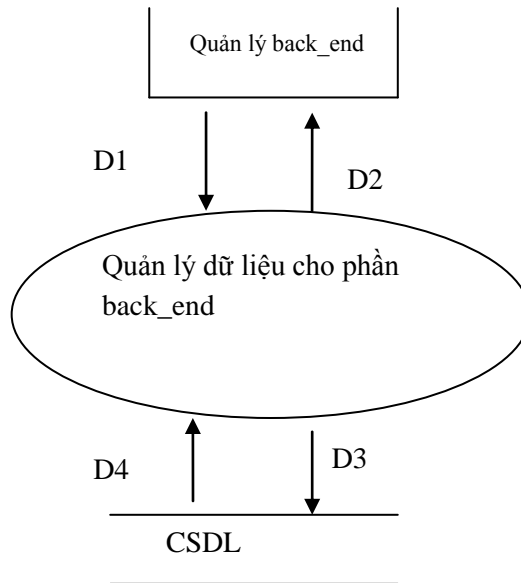 Quản lý back_end
D1
D2
Quản lý dữ liệu cho phần
back_end
D4
D3
CSDL